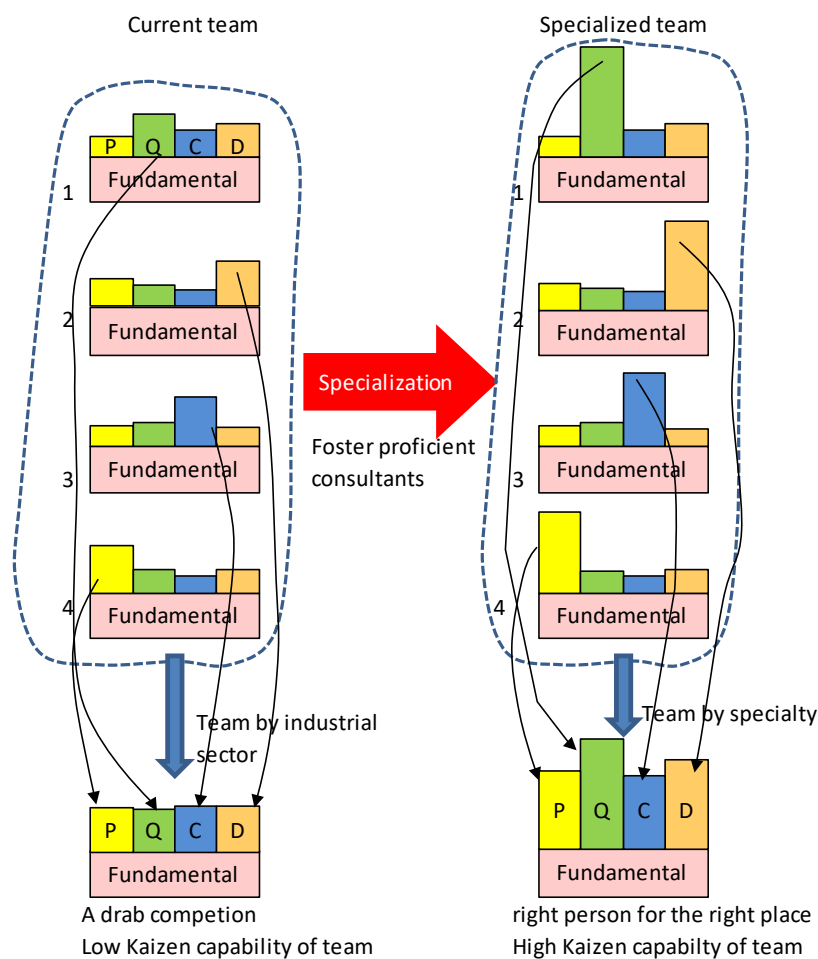 Current team
P Q C D
Fundamental
1
Fundamental
2
Fundamental
3
Fundamental
4
Team by industrial
sector
P Q C D
Fundamental
A drab competion
Low Kaizen capability of team
Specialization
Foster proficient
consultants
Specialized team
Fundamental
1
Fundamental
2
Fundamental
3
Fundamental
4
Team by specialty
P Q C D
Fundamental
right person for the right place
High Kaizen capabilty of team